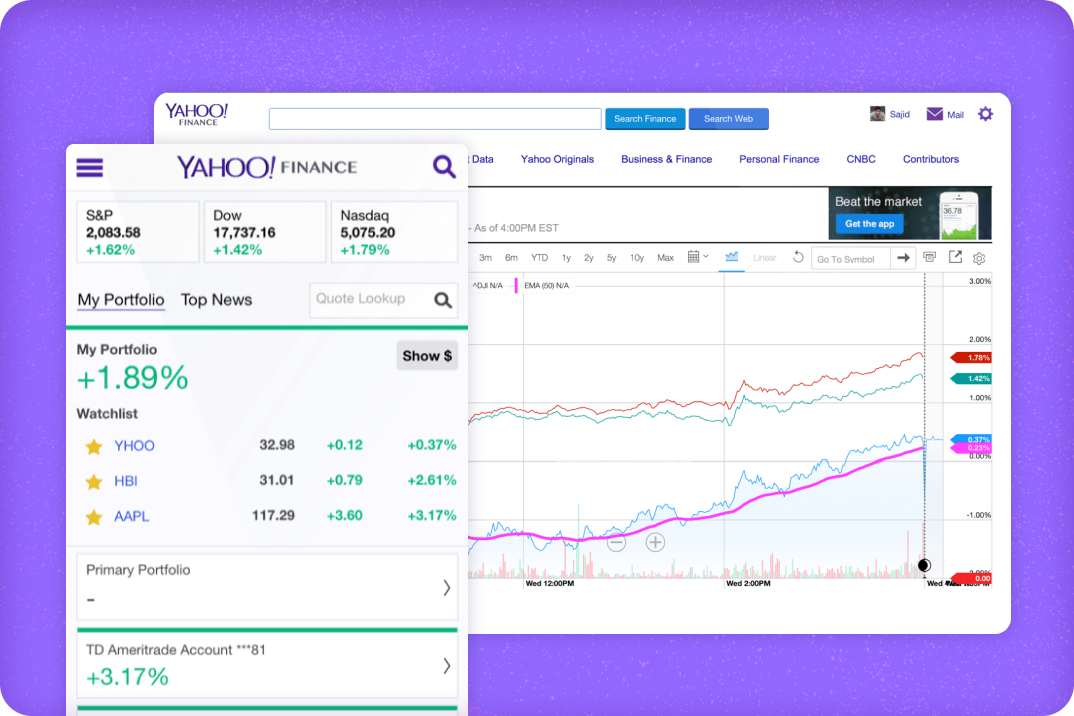 YAHOO!
FINANCE
Search Finance
Search Web
Sajid
Mail
Data
Yahoo Originals
Business & Finance
Personal Finance
CNBC
Contributors
- As of 4:00PM EST
Beat the market
Get the app
36.78
3m 6m YTD 1y 2y 5y 10y Max
Linear
Go To Symbol
^DJI N/A
EMA (50) N/A
3.00%
2.00%
1.78%
1.42%
1.00%
0.37%
0.23%
0.00%
-1.00%
0.00
Wed 12:00PM
Wed 2:00PM
Wed
YAHOO! FINANCE
S&P
2,083.58
+1.62%
Dow
17,737.16
+1.42%
Nasdaq
5,075.20
+1.79%
My Portfolio
Top News
Quote Lookup
My Portfolio
+1.89%
Show $
Watchlist
YHOO 32.98 +0.12 +0.37%
HBI 31.01 +0.79 +2.61%
AAPL 117.29 +3.60 +3.17%
Primary Portfolio
–
TD Ameritrade Account ***81
+3.17%